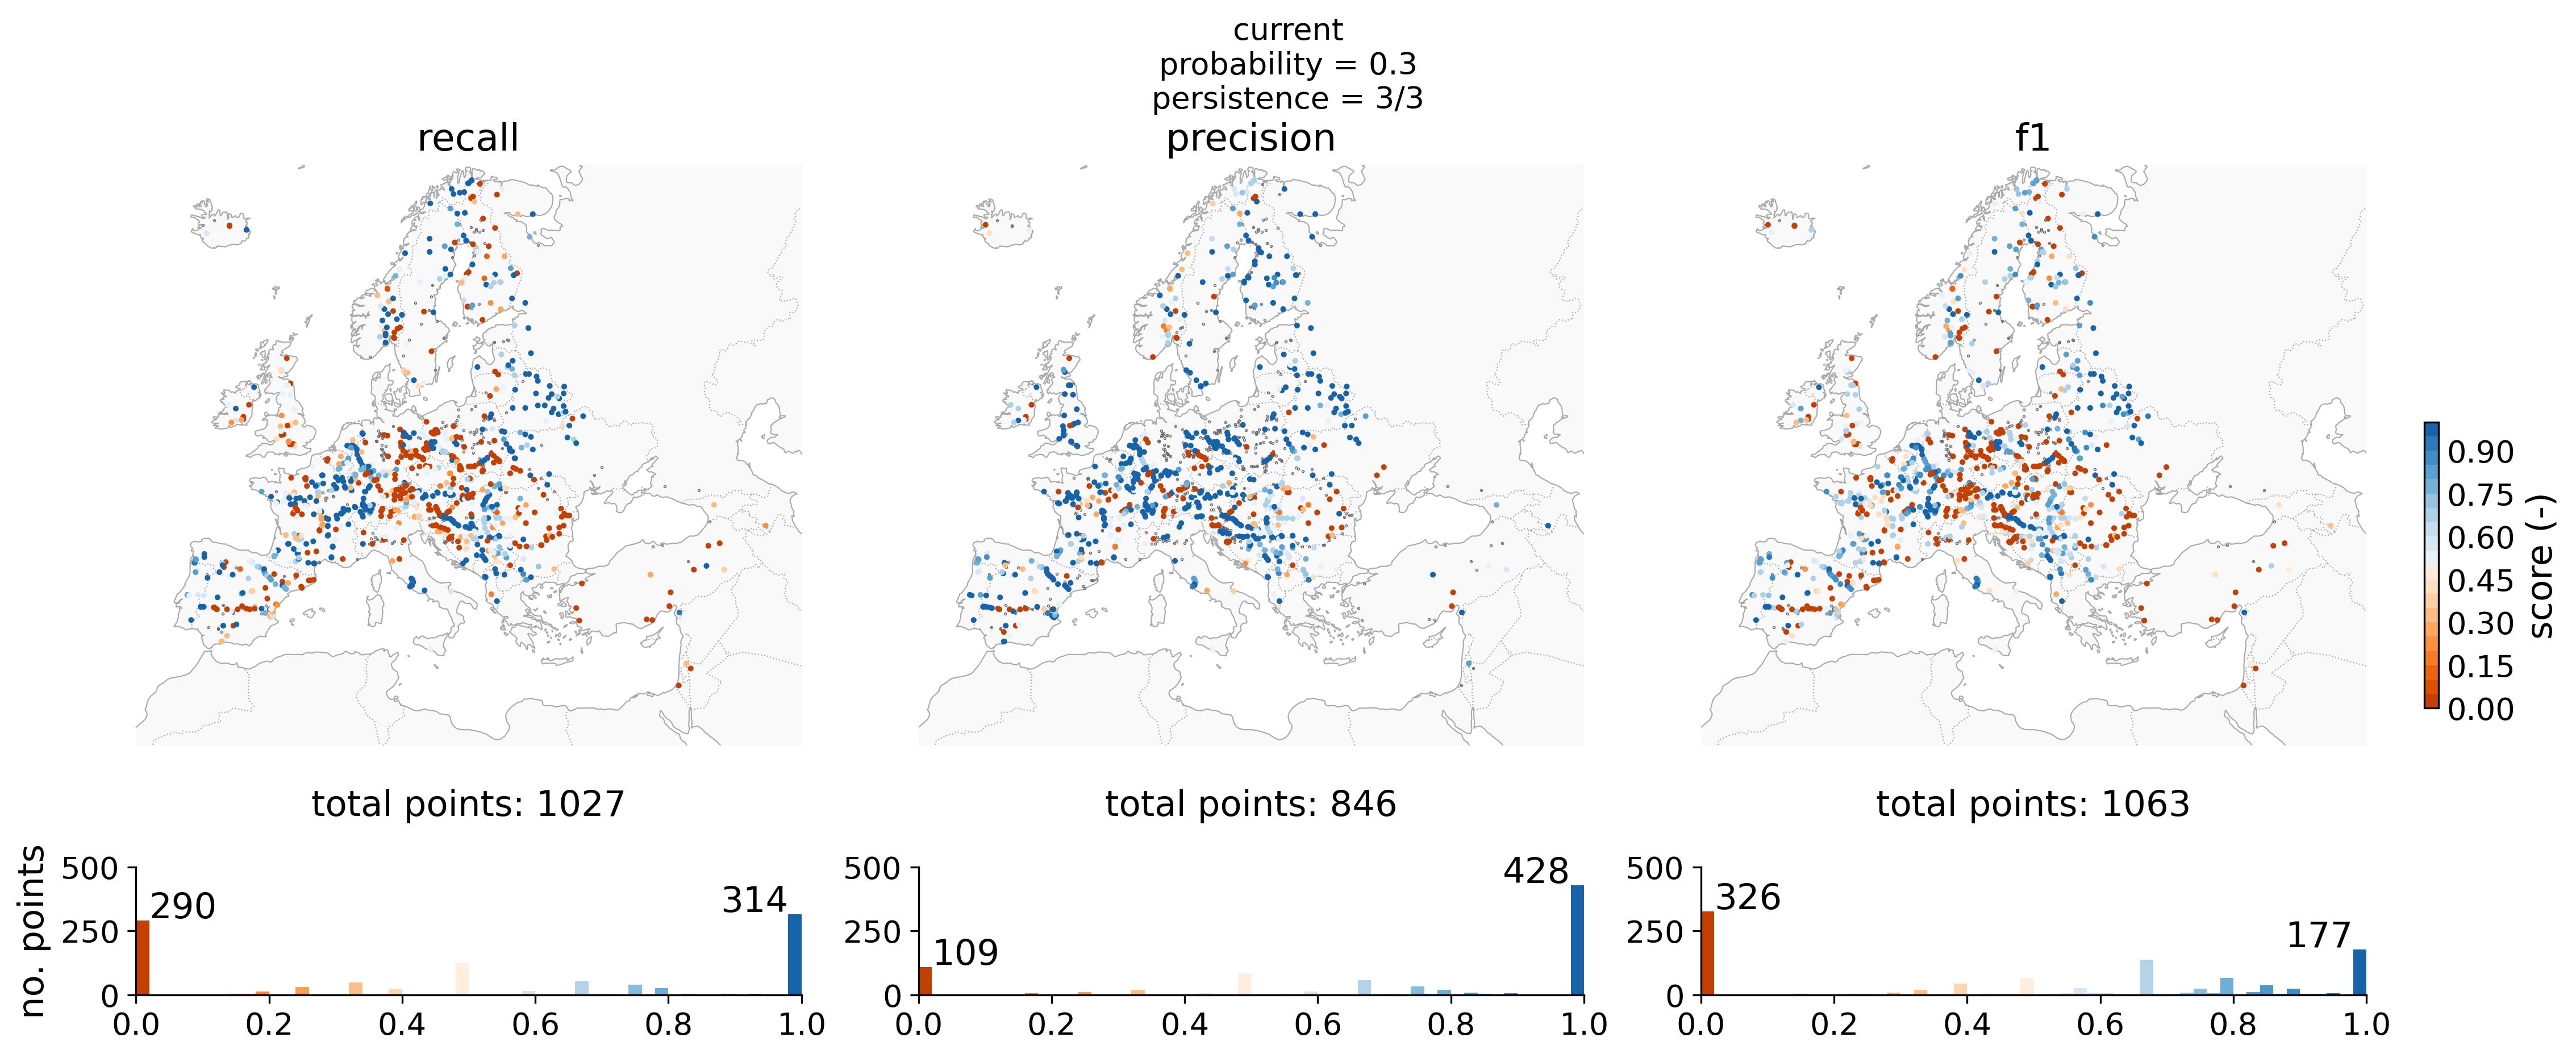 current
probability = 0.3
persistence = 3/3
recall
precision
f1
0.90
0.75
0.60
0.45
0.30
0.15
0.00
score (-)
total points: 1027
total points: 846
total points: 1063
no. points
500
250
0
290
314
0.0 0.2 0.4 0.6 0.8 1.0
500
250
0
109
428
0.0 0.2 0.4 0.6 0.8 1.0
500
250
0
326
177
0.0 0.2 0.4 0.6 0.8 1.0